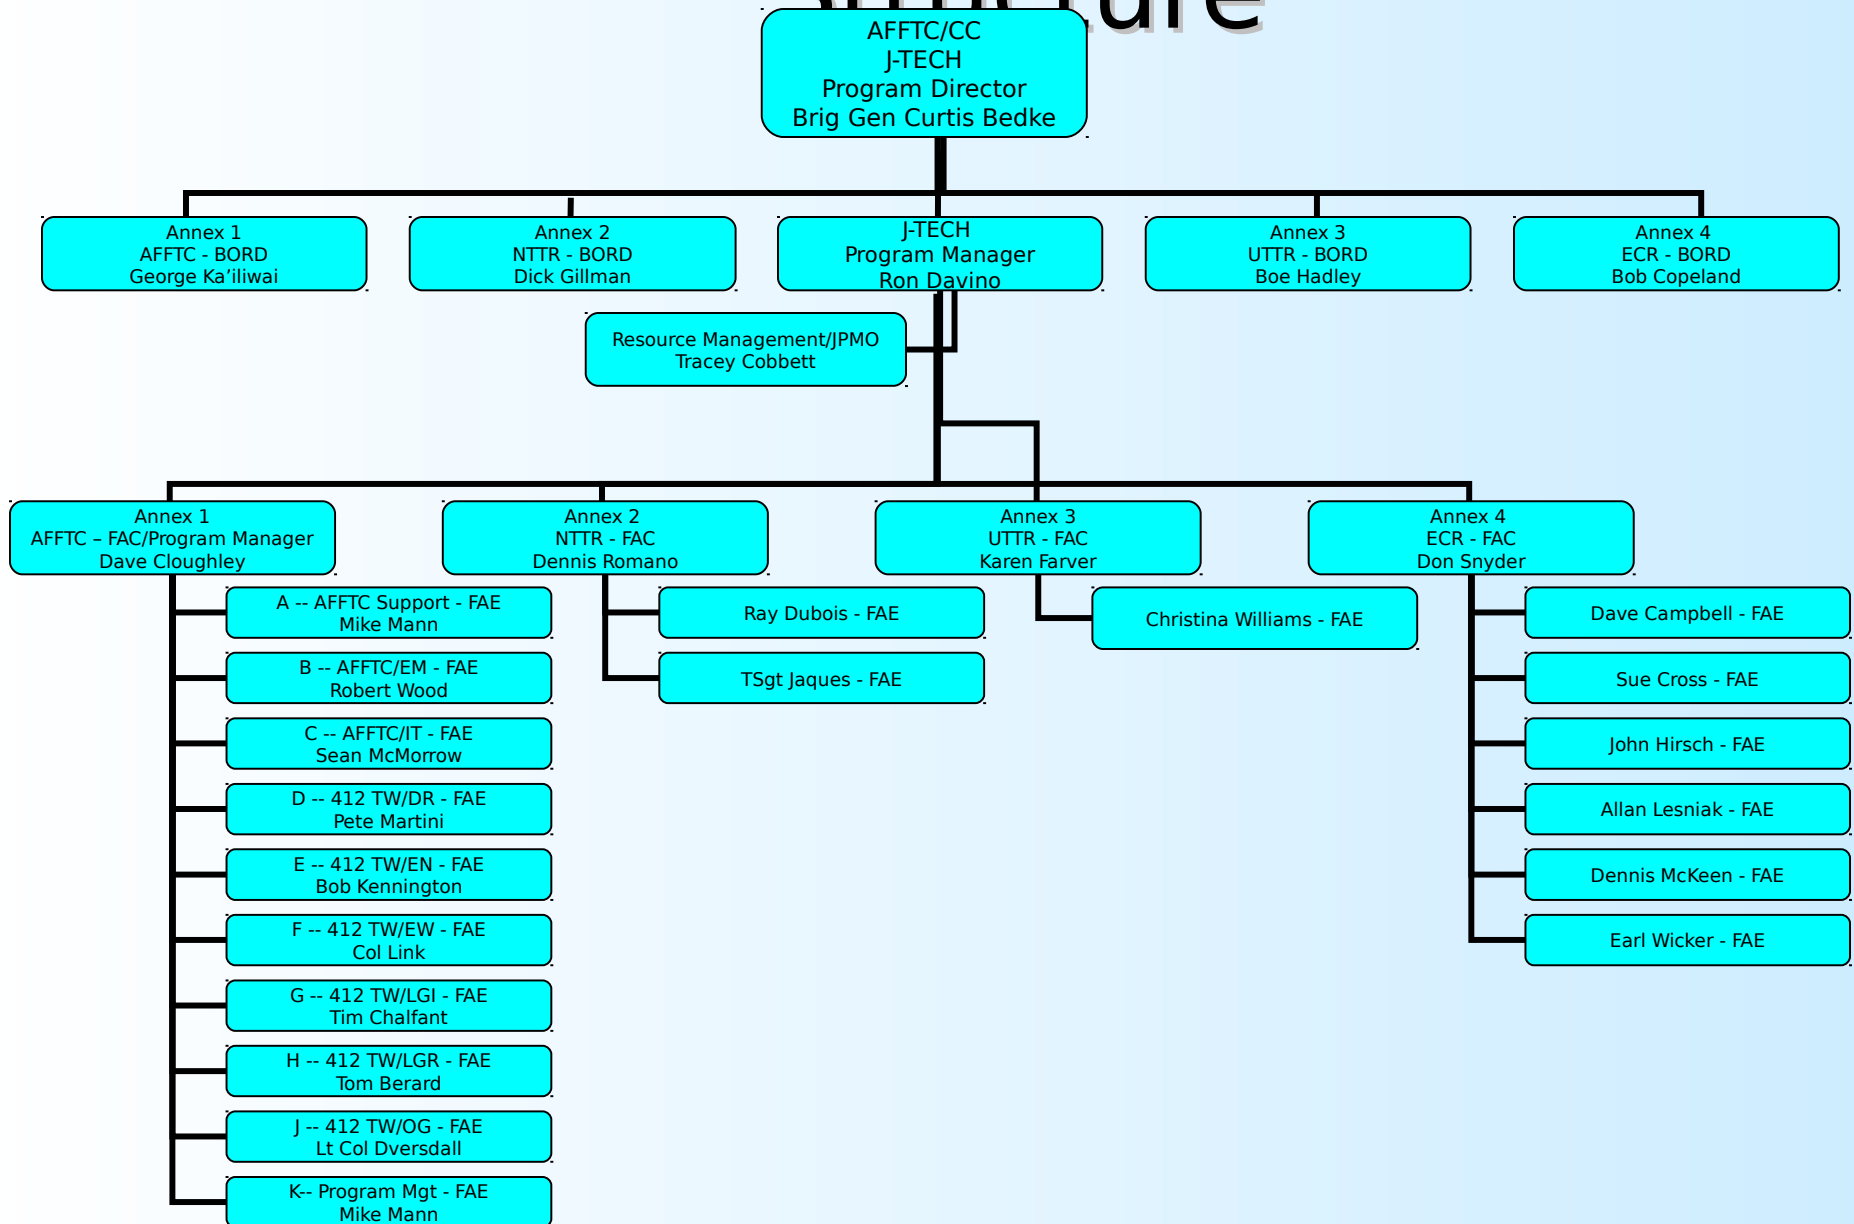 Structure
AFFTC/CC
J-TECH
Program Director
Brig Gen Curtis Bedke
Annex 1
AFFTC - BORD
George Ka’iliwai
Annex 2
NTTR - BORD
Dick Gillman
J-TECH
Program Manager
Ron Davino
Annex 3
UTTR - BORD
Boe Hadley
Annex 4
ECR - BORD
Bob Copeland
Resource Management/JPMO
Tracey Cobbett
Annex 1
AFFTC – FAC/Program Manager
Dave Cloughley
Annex 2
NTTR - FAC
Dennis Romano
Annex 3
UTTR - FAC
Karen Farver
Annex 4
ECR - FAC
Don Snyder
A -- AFFTC Support - FAE
Mike Mann
B -- AFFTC/EM - FAE
Robert Wood
C -- AFFTC/IT - FAE
Sean McMorrow
D -- 412 TW/DR - FAE
Pete Martini
E -- 412 TW/EN - FAE
Bob Kennington
F -- 412 TW/EW - FAE
Col Link
G -- 412 TW/LGI - FAE
Tim Chalfant
H -- 412 TW/LGR - FAE
Tom Berard
J -- 412 TW/OG - FAE
Lt Col Dversdall
K-- Program Mgt - FAE
Mike Mann
Ray Dubois - FAE
TSgt Jaques - FAE
Christina Williams - FAE
Dave Campbell - FAE
Sue Cross - FAE
John Hirsch - FAE
Allan Lesniak - FAE
Dennis McKeen - FAE
Earl Wicker - FAE